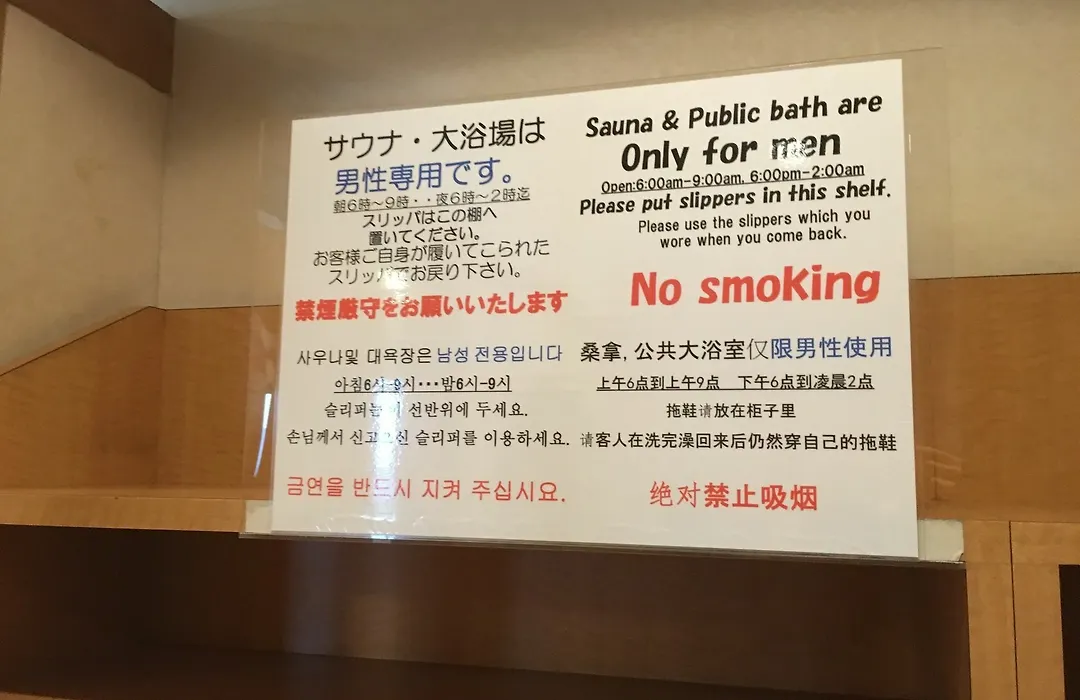 サウナ・大浴場は
男性専用です。
朝6時～9時・・夜6時～2時迄
スリッパはこの棚へ
置いてください。
お客様ご自身が履いてこられた
スリッパでお戻り下さい。
禁煙厳守をお願いいたします
Sauna & Public bath are
Only for men
Open:6:00am-9:00am, 6:00pm-2:00am
Please put slippers in this shelf.
Please use the slippers which you
wore when you come back.
No smoking
사우나및 대욕장은 남성 전용입니다
아침6시-9시•••밤6시-9시
선반위에 두세요.
손님께서 슬리퍼를 이용하세요.
금연을 반드시 지켜 주십시요.
桑拿, 公共大浴室仅限男性使用
上午6点到上午9点 下午6点到凌晨2点
拖鞋请放在柜子里
请客人在洗完澡回来后仍然穿自己的拖鞋
绝对禁止吸烟